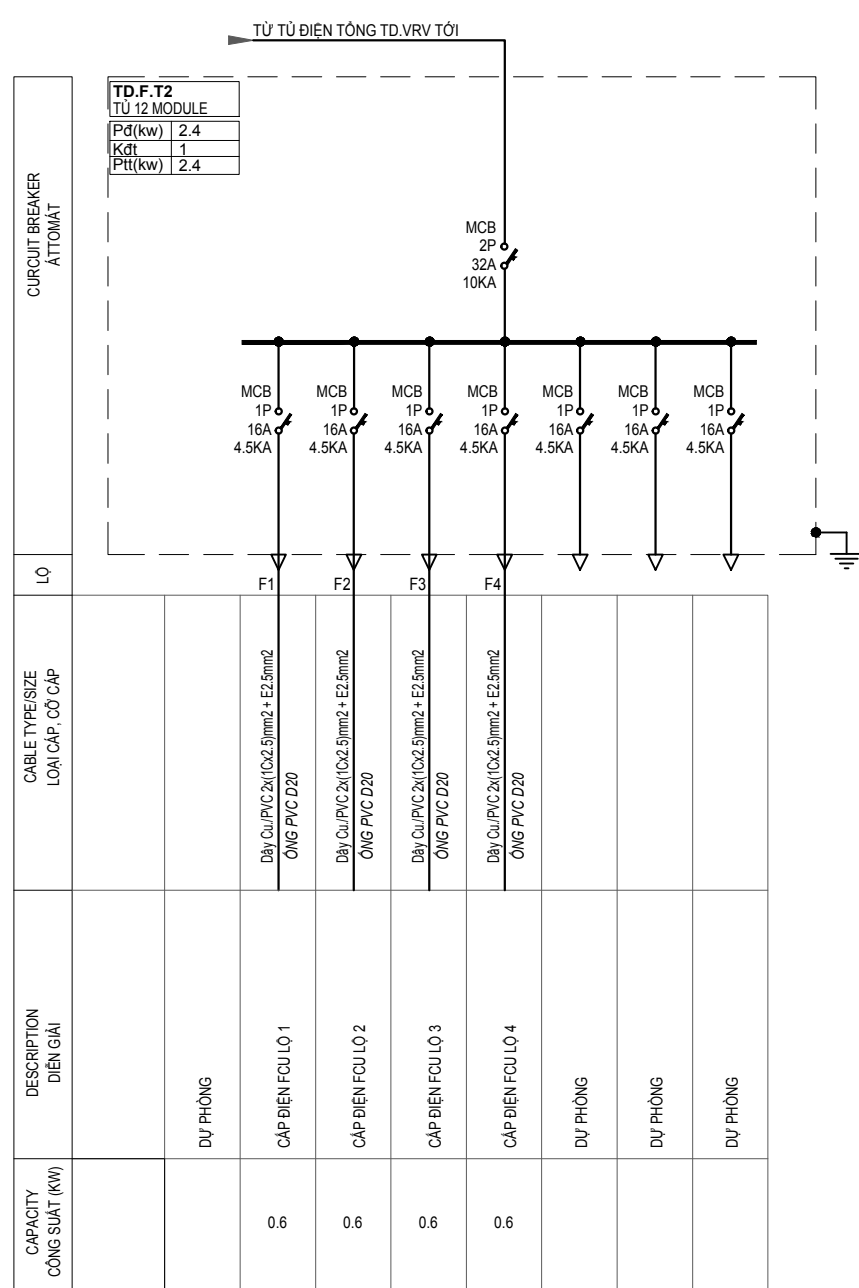 TỪ TỦ ĐIỆN TỔNG TD.VRV TỚI
TD.F.T2
TỦ 12 MODULE
Pđ(kw) 2.4
Kđt 1
Ptt(kw) 2.4
CURCUIT BREAKER
ÁTTOMÁT
MCB
2P
32A
10KA
MCB MCB MCB MCB MCB MCB MCB
1P 1P 1P 1P 1P 1P 1P
16A 16A 16A 16A 16A 16A 16A
4.5KA 4.5KA 4.5KA 4.5KA 4.5KA 4.5KA 4.5KA
LỘ
F1 F2 F3 F4
CABLE TYPE/SIZE
LOẠI CÁP, CỠ CÁP
Dây Cu./PVC 2x(1Cx2.5)mm2 + E2.5mm2
ỐNG PVC D20
Dây Cu./PVC 2x(1Cx2.5)mm2 + E2.5mm2
ỐNG PVC D20
Dây Cu./PVC 2x(1Cx2.5)mm2 + E2.5mm2
ỐNG PVC D20
Dây Cu./PVC 2x(1Cx2.5)mm2 + E2.5mm2
ỐNG PVC D20
DESCRIPTION
DIỄN GIẢI
DỰ PHÒNG
CẤP ĐIỆN FCU LỘ 1
CẤP ĐIỆN FCU LỘ 2
CẤP ĐIỆN FCU LỘ 3
CẤP ĐIỆN FCU LỘ 4
DỰ PHÒNG
DỰ PHÒNG
DỰ PHÒNG
CAPACITY
CÔNG SUẤT (KW)
0.6 0.6 0.6 0.6